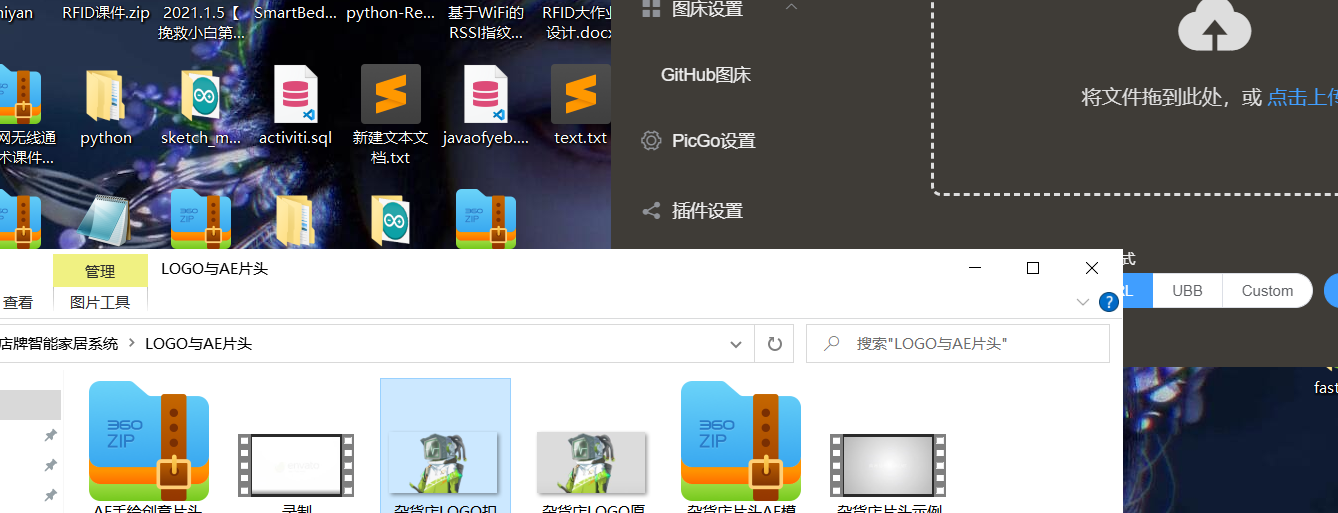 hiyan
RFID课件.zip
2021.1.5【
挽救小白第...
SmartBed...
python-Re...
基于WiFi的
RSSI指纹...
RFID大作业
设计.docx
网无线通
术课件...
python
sketch_m...
activiti.sql
新建文本文
档.txt
javaofyeb....
text.txt
360
ZIP
360
ZIP
360
ZIP
图床设置
GitHub图床
PicGo设置
插件设置
将文件拖到此处，或 点击上传
式
RL
UBB
Custom
fast
管理
LOGO与AE片头
查看
图片工具
?
店牌智能家居系统
LOGO与AE片头
搜索"LOGO与AE片头"
360
ZIP
360
ZIP
AE手绘创意片头
录制
杂货店LOGO扣
杂货店LOGO原
杂货店片头AE模
杂货店片头示例